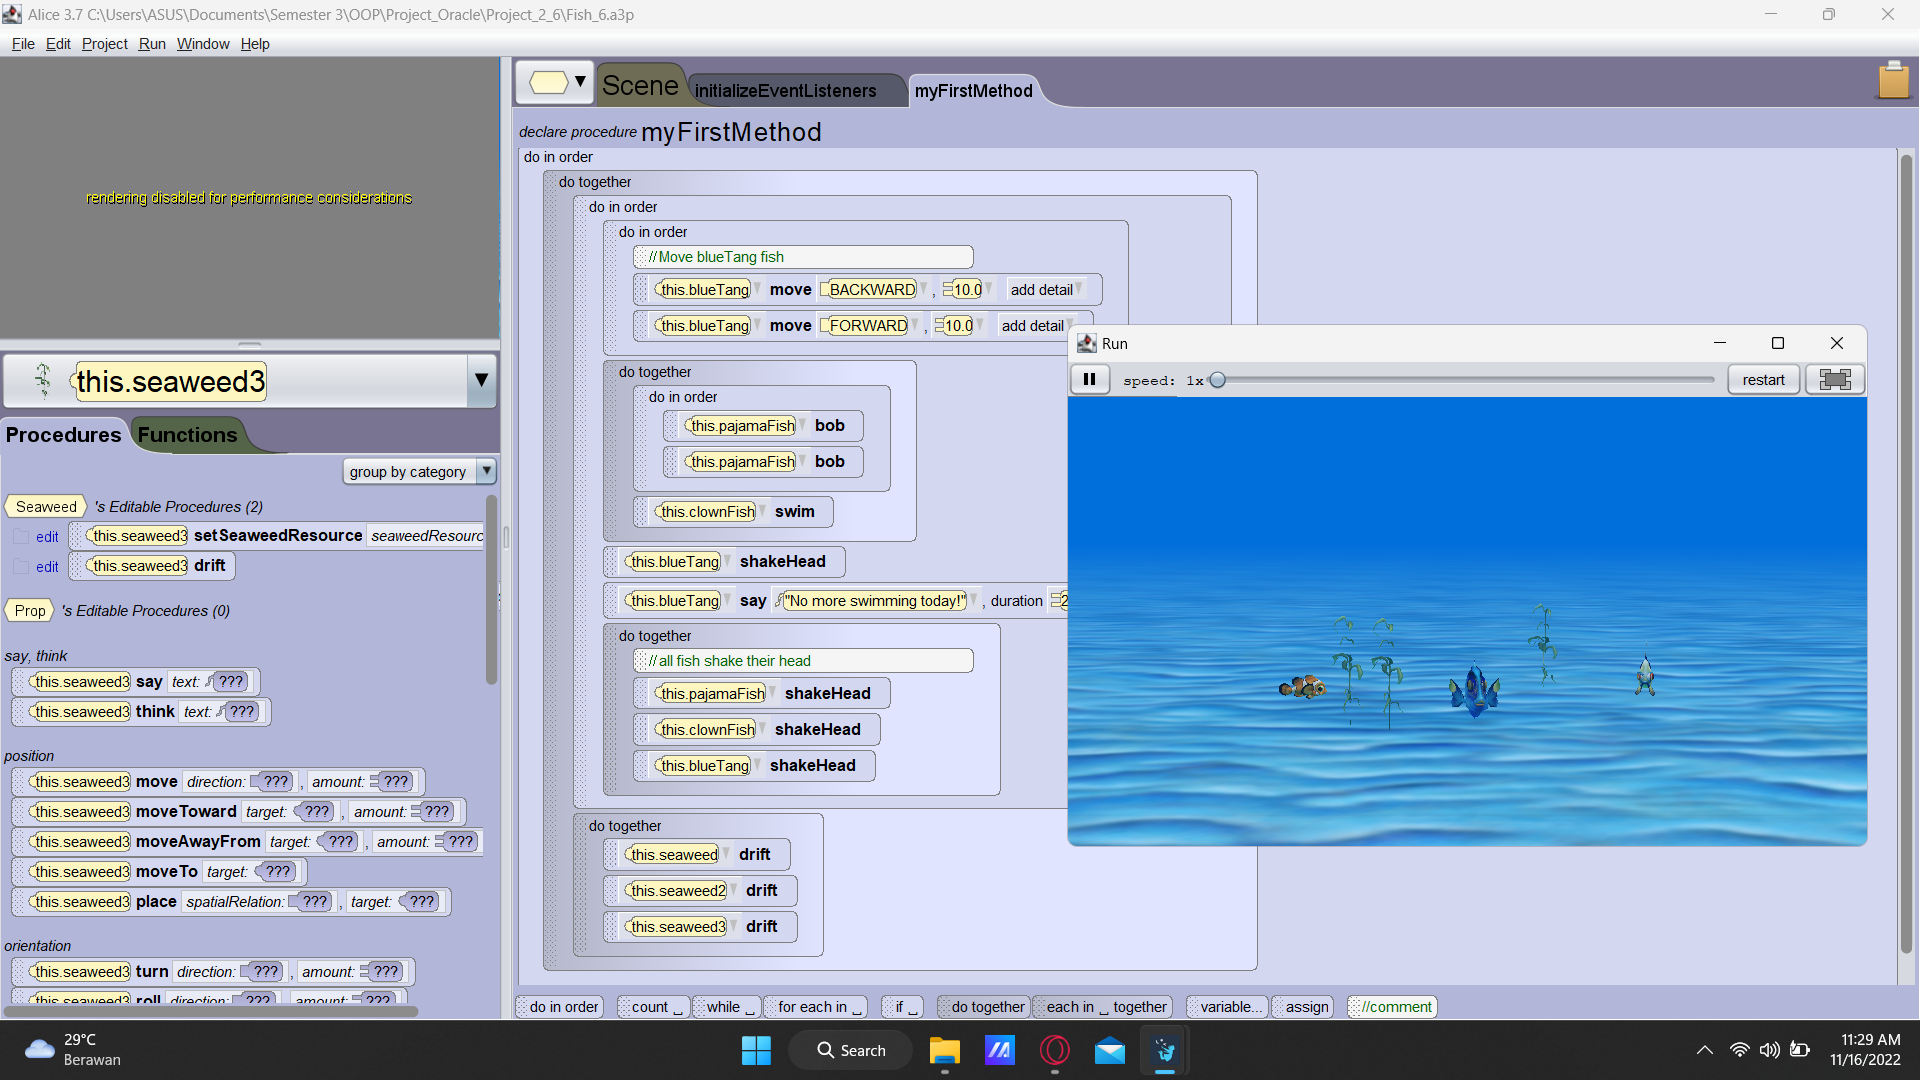 Alice 3.7 C:\Users\ASUS\Documents\Semester 3\OOP\Project_Oracle\Project_2_6\Fish_6.a3p
File Edit Project Run Window Help
rendering disabled for performance considerations
this.seaweed3
Procedures Functions
group by category
Seaweed 's Editable Procedures (2)
edit this.seaweed3 setSeaweedResource seaweedResourc
edit this.seaweed3 drift
Prop 's Editable Procedures (0)
say, think
this.seaweed3 say text: ???
this.seaweed3 think text: ???
position
this.seaweed3 move direction: ???, amount: ???
this.seaweed3 moveToward target: ???, amount: ???
this.seaweed3 moveAwayFrom target: ???, amount: ???
this.seaweed3 moveTo target: ???
this.seaweed3 place spatialRelation: ???, target: ???
orientation
this.seaweed3 turn direction: ???, amount: ???
this.seaweed3 roll direction: ???, amount: ???
Scene initializeEventListeners myFirstMethod
declare procedure myFirstMethod
do in order
do together
do in order
do in order
//Move blueTang fish
this.blueTang move BACKWARD, 10.0 add detail
this.blueTang move FORWARD, 10.0 add detail
do together
do in order
this.pajamaFish bob
this.pajamaFish bob
this.clownFish swim
this.blueTang shakeHead
this.blueTang say "No more swimming today!", duration 2
do together
//all fish shake their head
this.pajamaFish shakeHead
this.clownFish shakeHead
this.blueTang shakeHead
do together
this.seaweed drift
this.seaweed2 drift
this.seaweed3 drift
do in order count _ while _ for each in _ if _ do together each in _ together variable... assign //comment
Run
speed: 1x restart
29°C
Berawan
Search
11:29 AM
11/16/2022